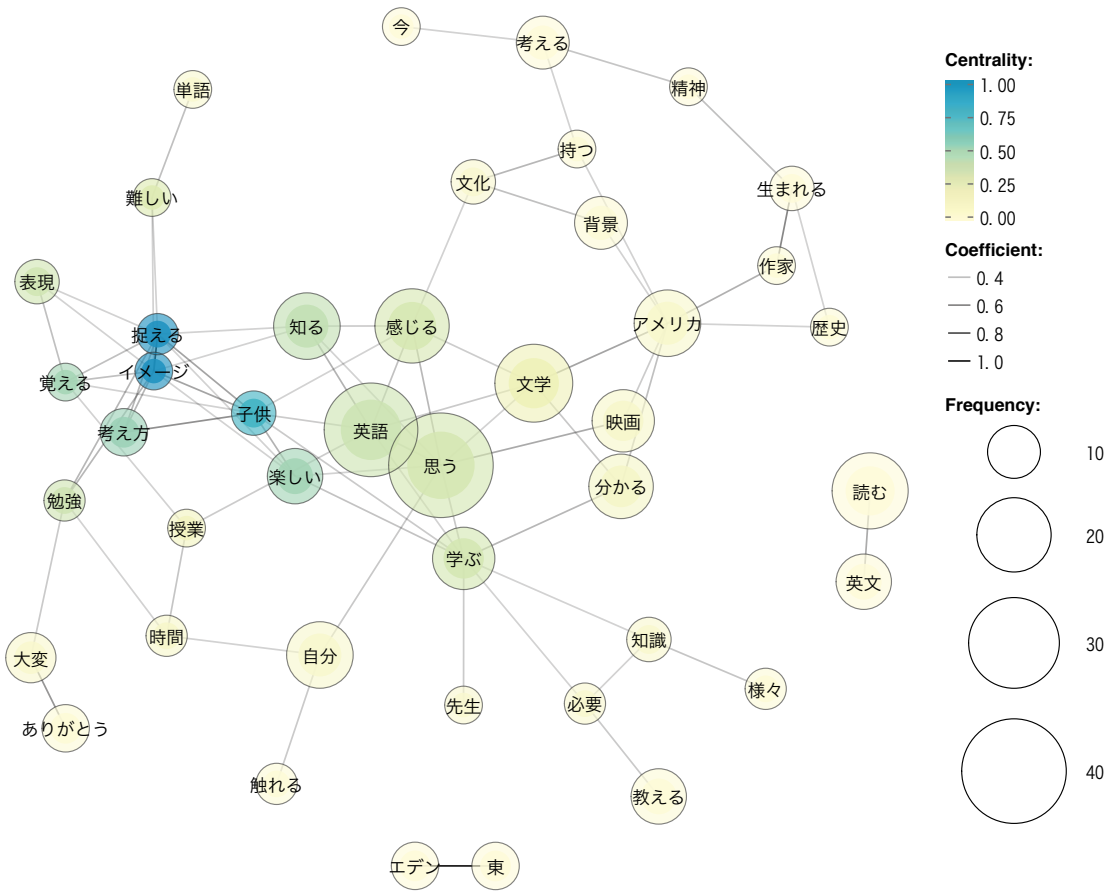 今
考える
単語
精神
持つ
文化
生まれる
難しい
背景
作家
表現
捉える
知る
感じる
アメリカ
歴史
イメージ
覚える
文学
子供
映画
考え方
英語
思う
楽しい
分かる
読む
勉強
授業
学ぶ
英文
時間
知識
大変
自分
様々
先生
必要
ありがとう
触れる
教える
エデン
東
Centrality:
1.00
0.75
0.50
0.25
0.00
Coefficient:
0.4
0.6
0.8
1.0
Frequency:
10
20
30
40